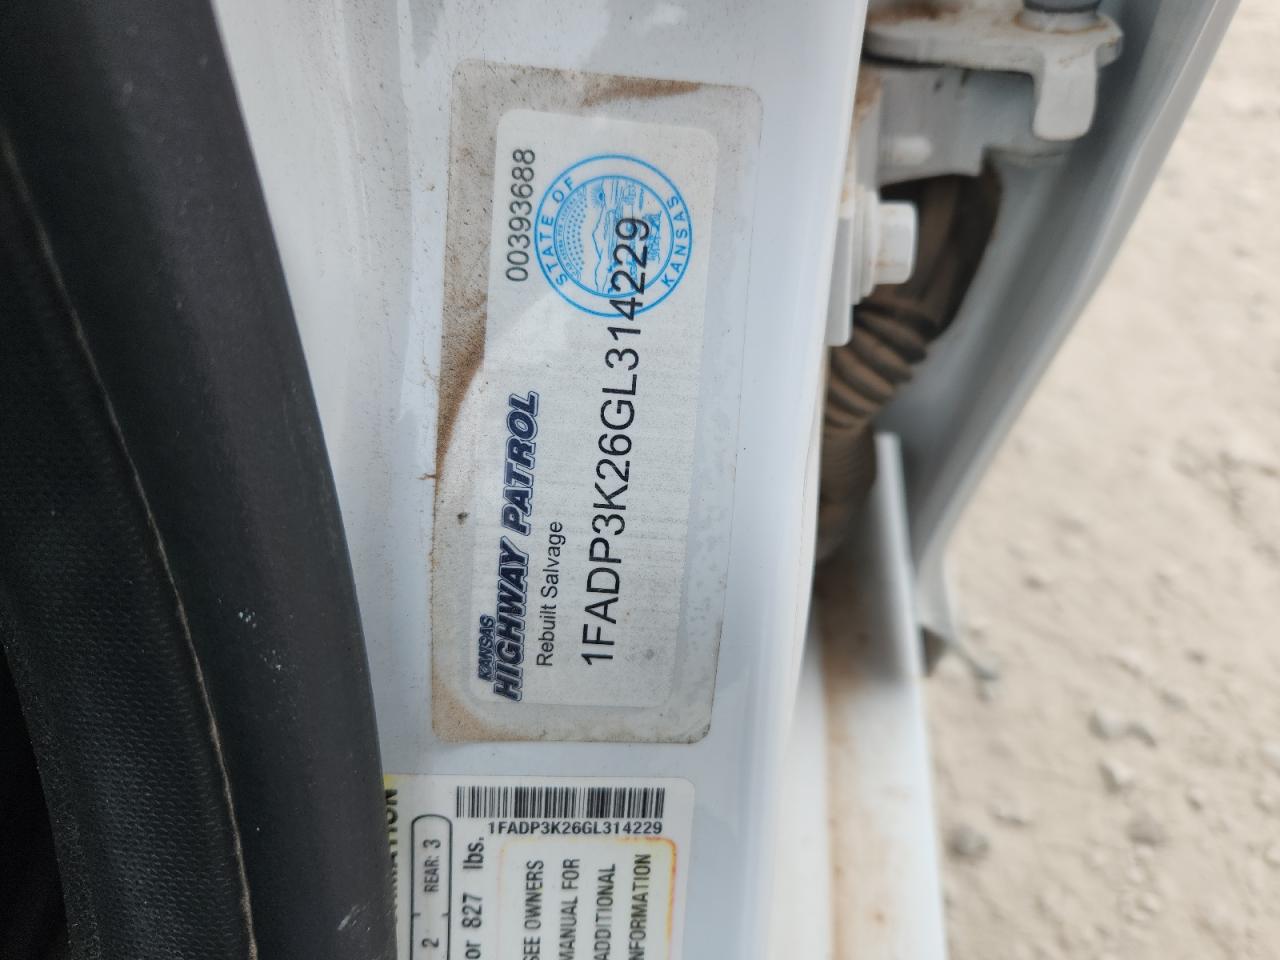 KANSAS
HIGHWAY PATROL
00393688
Rebuilt Salvage
STATE OF
KANSAS
1FADP3K26GL314229
2
REAR: 3
or 827 lbs.
1FADP3K26GL314229
SEE OWNERS
MANUAL FOR
ADDITIONAL
INFORMATION